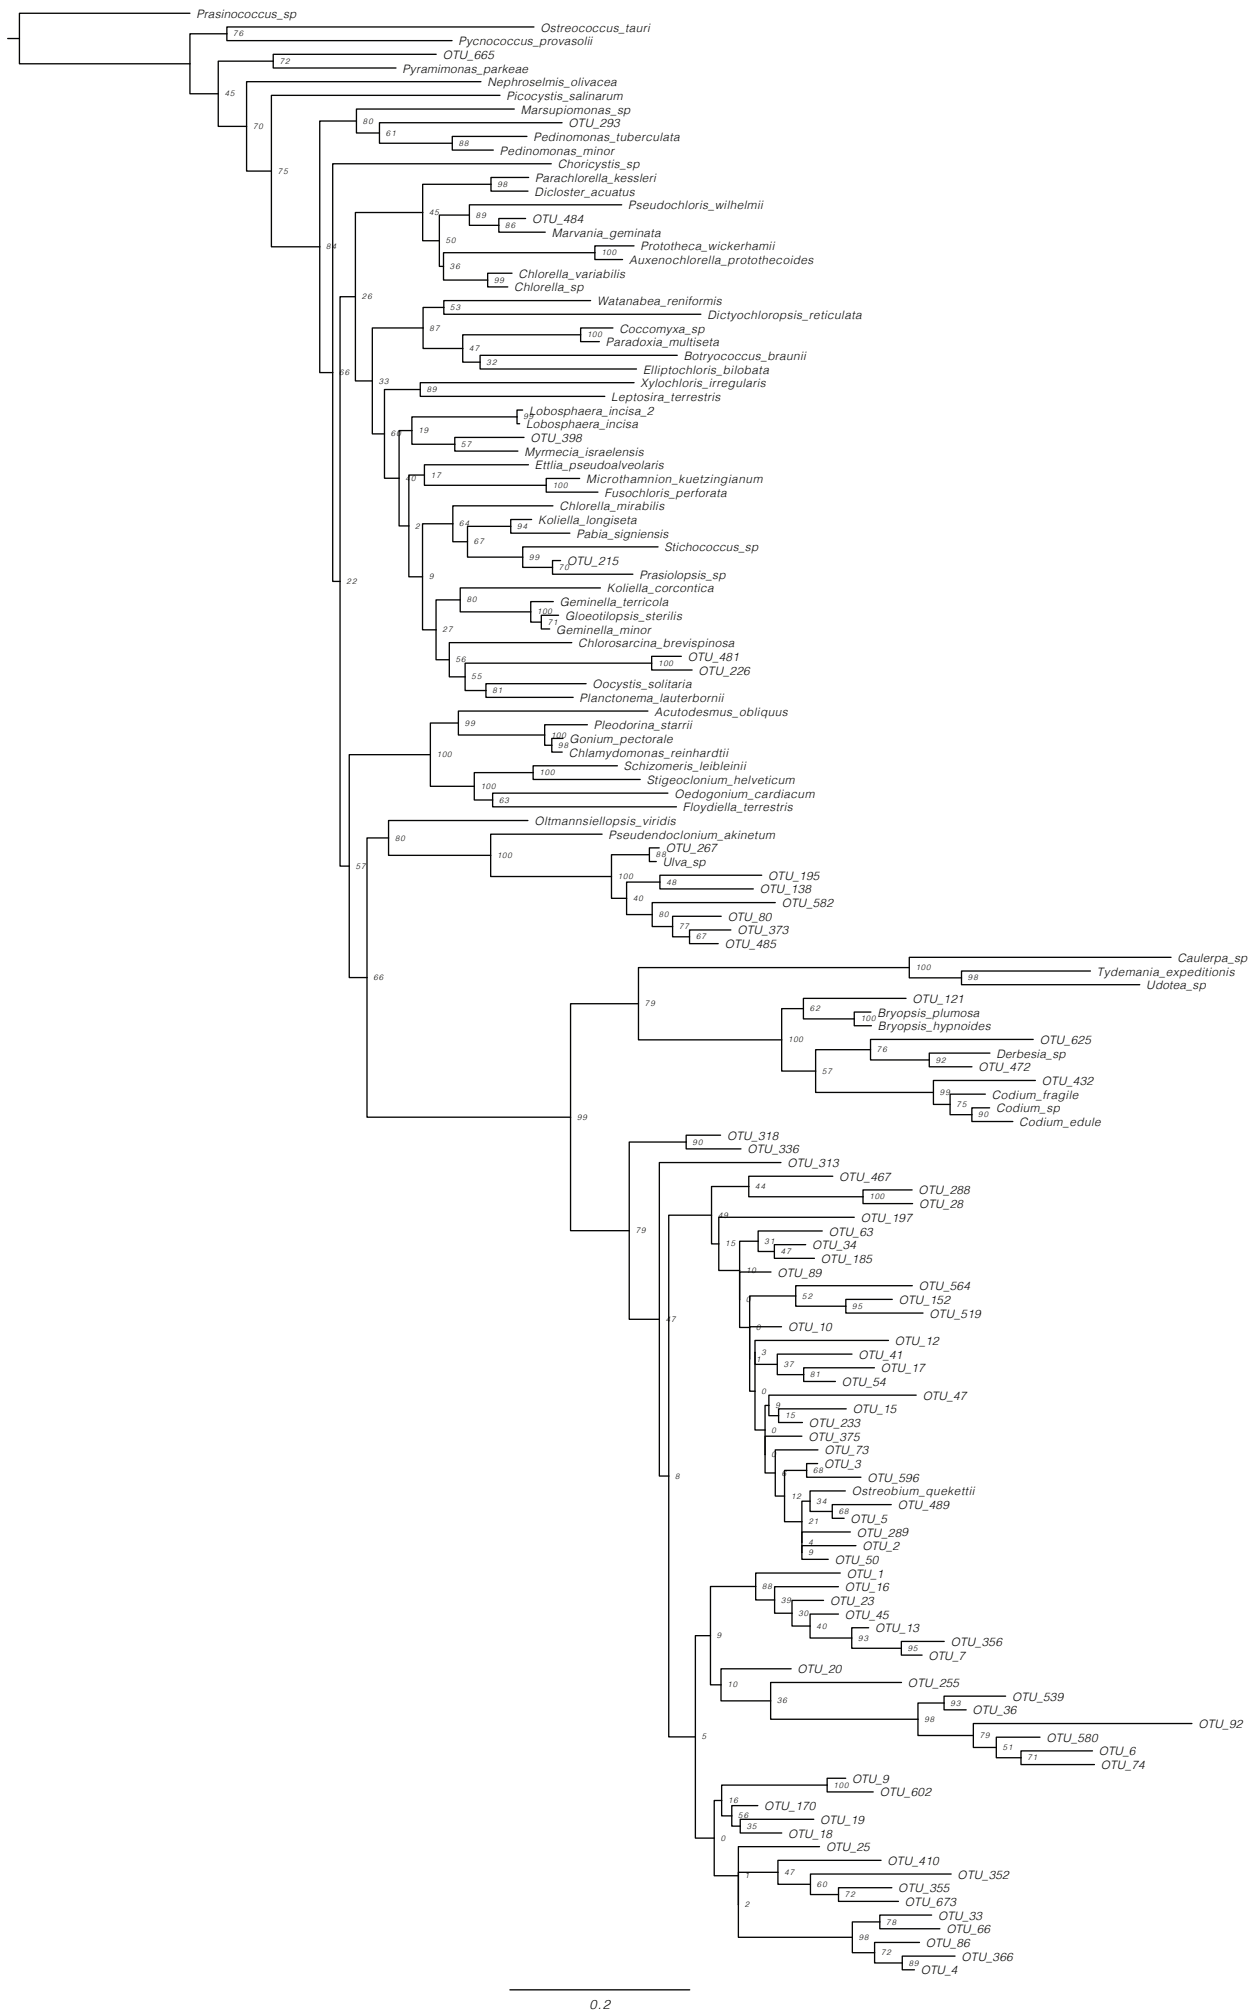 Prasinococcus_sp
Ostreococcus_tauri
76
Pycnococcus_provasolii
OTU_665
72
Pyramimonas_parkeae
Nephroselmis_olivacea
45
Picocystis_salinarum
Marsupiomonas_sp
80
OTU_293
70
61
Pedinomonas_tuberculata
88
Pedinomonas_minor
Choricystis_sp
75
Parachlorella_kessleri
98
Dicloster_acuatus
Pseudochloris_wilhelmii
45
89
OTU_484
86
Marvania_geminata
50
84
Prototheca_wickerhamii
100
Auxenochlorella_protothecoides
36
Chlorella_variabilis
99
Chlorella_sp
26
Watanabea_reniformis
53
Dictyochloropsis_reticulata
87
Coccomyxa_sp
100
Paradoxia_multiseta
47
Botryococcus_braunii
32
Elliptochloris_bilobata
66
33
Xylochloris_irregularis
89
Leptosira_terrestris
Lobosphaera_incisa_2
99
Lobosphaera_incisa
19
60
OTU_398
57
Myrmecia_israelensis
Ettlia_pseudoalveolaris
17
40
Microthamnion_kuetzingianum
100
Fusochloris_perforata
Chlorella_mirabilis
64
Koliella_longiseta
2
94
Pabia_signiensis
67
Stichococcus_sp
99
OTU_215
70
Prasiolopsis_sp
9
22
Koliella_corcontica
80
Geminella_terricola
100
Gloeotilopsis_sterilis
71
Geminella_minor
27
Chlorosarcina_brevispinosa
56
OTU_481
100
OTU_226
55
Oocystis_solitaria
81
Planctonema_lauterbornii
Acutodesmus_obliquus
99
Pleodorina_starrii
100
Gonium_pectorale
98
Chlamydomonas_reinhardtii
100
Schizomeris_leibleinii
100
Stigeoclonium_helveticum
100
Oedogonium_cardiacum
63
Floydiella_terrestris
Oltmannsiellopsis_viridis
80
Pseudendoclonium_akinetum
100
OTU_267
88
Ulva_sp
57
100
OTU_195
48
OTU_138
40
OTU_582
80
OTU_80
77
OTU_373
67
OTU_485
Caulerpa_sp
100
Tydemania_expeditionis
66
98
Udotea_sp
OTU_121
79
62
Bryopsis_plumosa
100
Bryopsis_hypnoides
100
OTU_625
76
Derbesia_sp
92
OTU_472
57
OTU_432
99
Codium_fragile
75
Codium_sp
90
Codium_edule
99
OTU_318
90
OTU_336
OTU_313
OTU_467
44
OTU_288
100
OTU_28
49
OTU_197
79
OTU_63
31
OTU_34
15
47
OTU_185
10
OTU_89
OTU_564
52
0
OTU_152
95
OTU_519
47
0
OTU_10
OTU_12
3
1
OTU_41
37
OTU_17
81
OTU_54
0
OTU_47
9
OTU_15
15
OTU_233
0
OTU_375
0
OTU_73
OTU_3
6
68
OTU_596
8
Ostreobium_quekettii
12
34
OTU_489
68
OTU_5
21
OTU_289
4
OTU_2
9
OTU_50
OTU_1
88
OTU_16
39
OTU_23
30
OTU_45
40
OTU_13
9
93
OTU_356
95
OTU_7
OTU_20
10
OTU_255
36
OTU_539
93
OTU_36
98
OTU_92
5
79
OTU_580
51
OTU_6
71
OTU_74
OTU_9
100
OTU_602
16
OTU_170
56
OTU_19
35
OTU_18
0
OTU_25
OTU_410
1
47
OTU_352
60
OTU_355
72
OTU_673
2
OTU_33
78
OTU_66
98
OTU_86
72
OTU_366
89
OTU_4
0.2